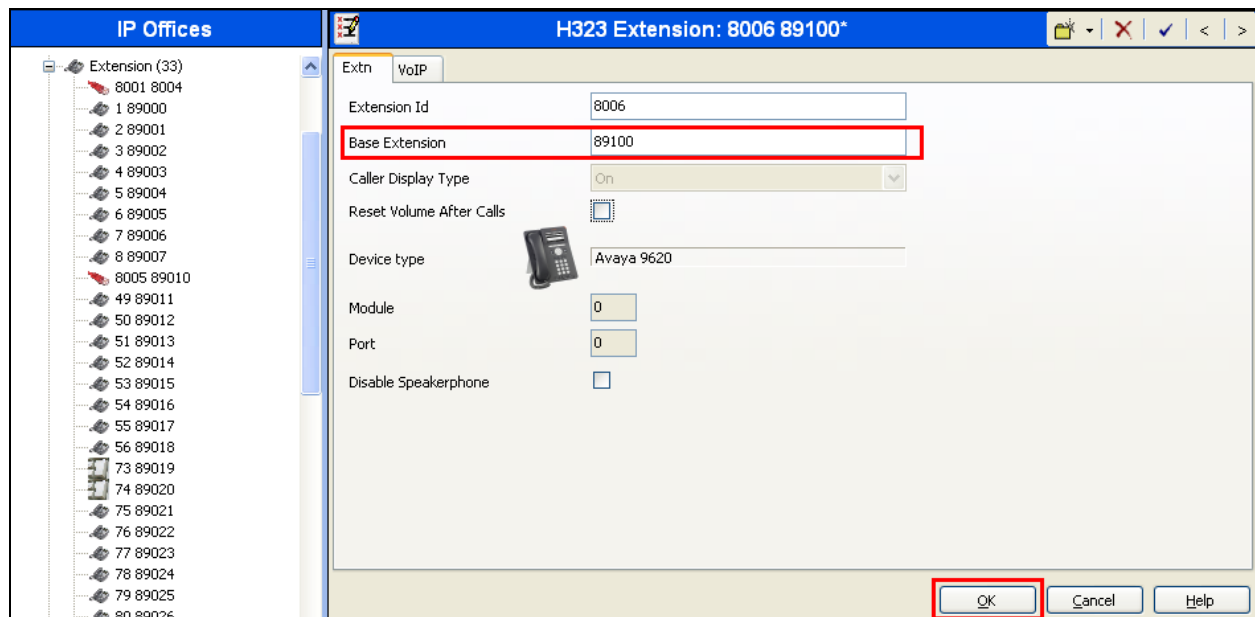 IP Offices
Extension (33)
8001 8004
1 89000
2 89001
3 89002
4 89003
5 89004
6 89005
7 89006
8 89007
8005 89010
49 89011
50 89012
51 89013
52 89014
53 89015
54 89016
55 89017
56 89018
73 89019
74 89020
75 89021
76 89022
77 89023
78 89024
79 89025
80 89026
H323 Extension: 8006 89100*
Extn VoIP
Extension Id 8006
Base Extension 89100
Caller Display Type On
Reset Volume After Calls
Device type Avaya 9620
Module 0
Port 0
Disable Speakerphone
OK Cancel Help